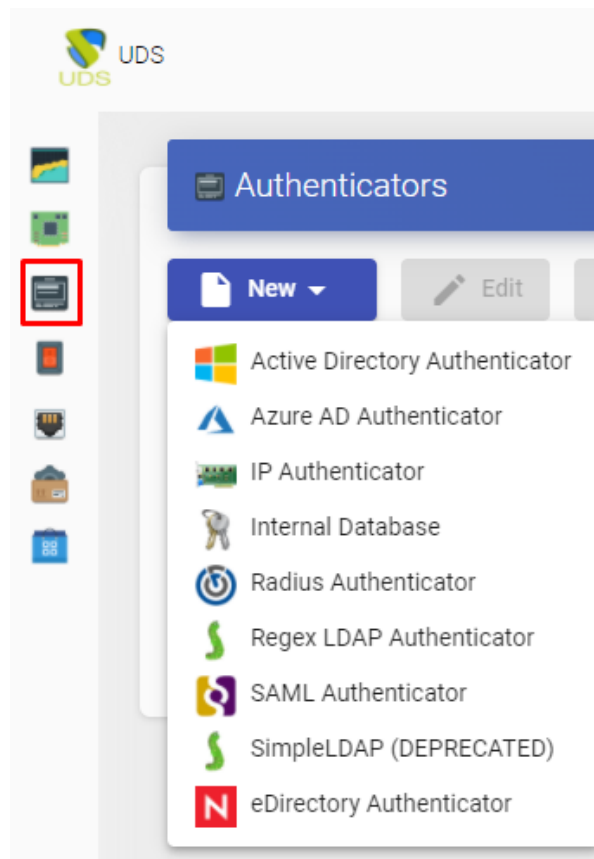 UDS UDS
Authenticators
New Edit
Active Directory Authenticator
Azure AD Authenticator
IP Authenticator
Internal Database
Radius Authenticator
Regex LDAP Authenticator
SAML Authenticator
SimpleLDAP (DEPRECATED)
eDirectory Authenticator